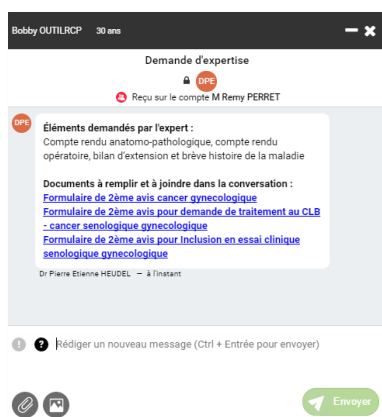 Bobby OUTILRCP 30 ans
Demande d'expertise
DPE
Reçu sur le compte M Remy PERRET
DPE
Éléments demandés par l'expert :
Compte rendu anatomo-pathologique, compte rendu
opératoire, bilan d'extension et brève histoire de la maladie
Documents à remplir et à joindre dans la conversation :
Formulaire de 2ème avis cancer gynecologique
Formulaire de 2ème avis pour demande de traitement au CLB
- cancer senologique gynecologique
Formulaire de 2ème avis pour Inclusion en essai clinique
senologique gynecologique
Dr Pierre Etienne HEUDEL — à l'instant
Rédiger un nouveau message (Ctrl + Entrée pour envoyer)
Envoyer